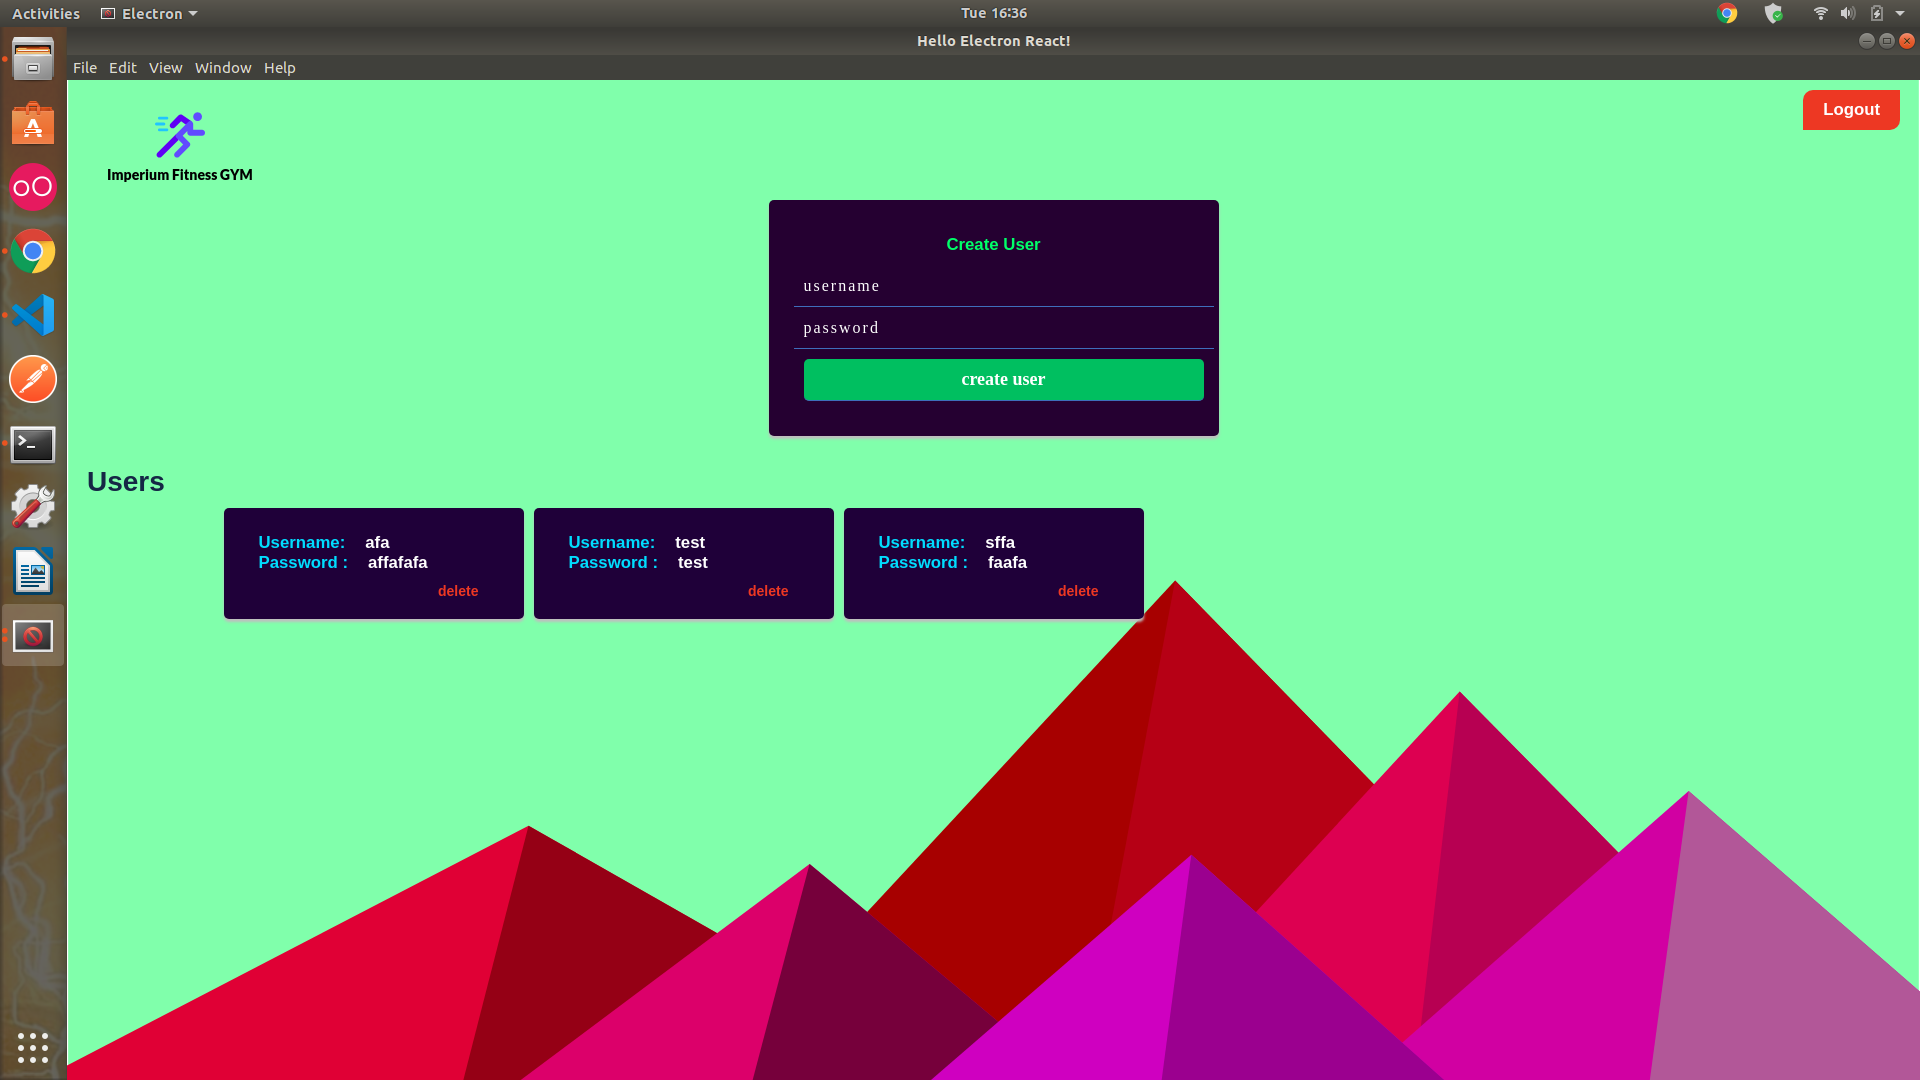 Activities Electron Tue 16:36
Hello Electron React!
File Edit View Window Help
Logout
Imperium Fitness GYM
Create User
username
password
create user
Users
Username: afa
Password : affafafa
delete
Username: test
Password : test
delete
Username: sffa
Password : faafa
delete